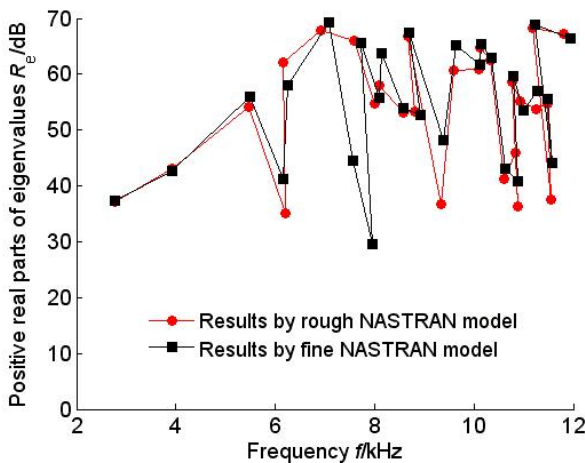 Positive real parts of eigenvalues Re/dB
70
60
50
40
30
20
10
0
Results by rough NASTRAN model
Results by fine NASTRAN model
2 4 6 8 10 12
Frequency f/kHz